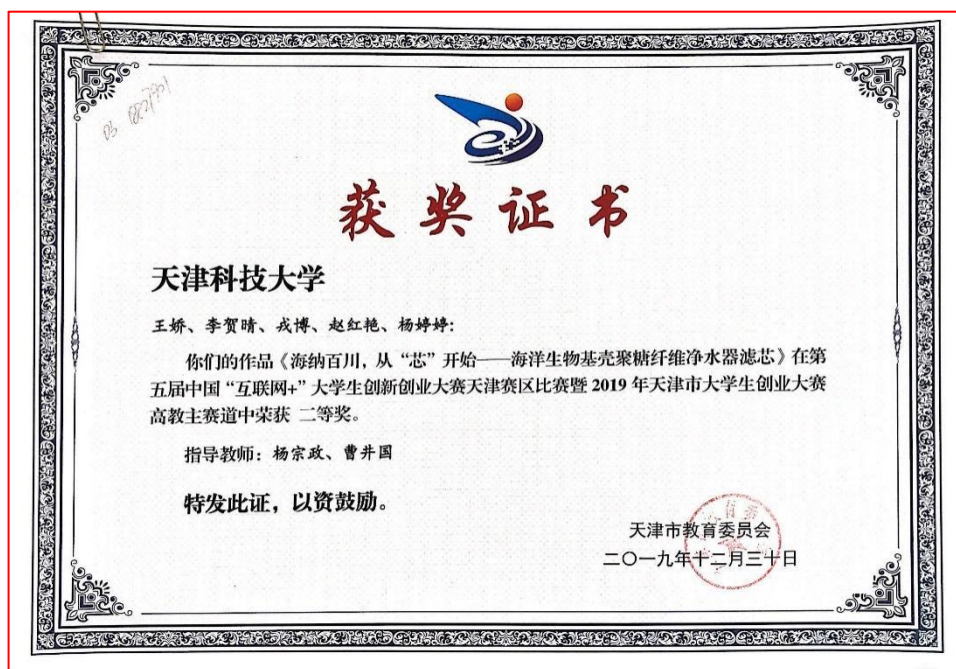 获奖证书
天津科技大学
王娇、李贺晴、戎博、赵红艳、杨婷婷：
你们的作品《海纳百川，从“芯”开始——海洋生物基壳聚糖纤维净水器滤芯》在第
五届中国“互联网+”大学生创新创业大赛天津赛区比赛暨 2019 年天津市大学生创业大赛
高教主赛道中荣获 二等奖。
指导教师：杨宗政、曹井国
特发此证，以资鼓励。
天津市教育委员会
二〇一九年十二月三十日